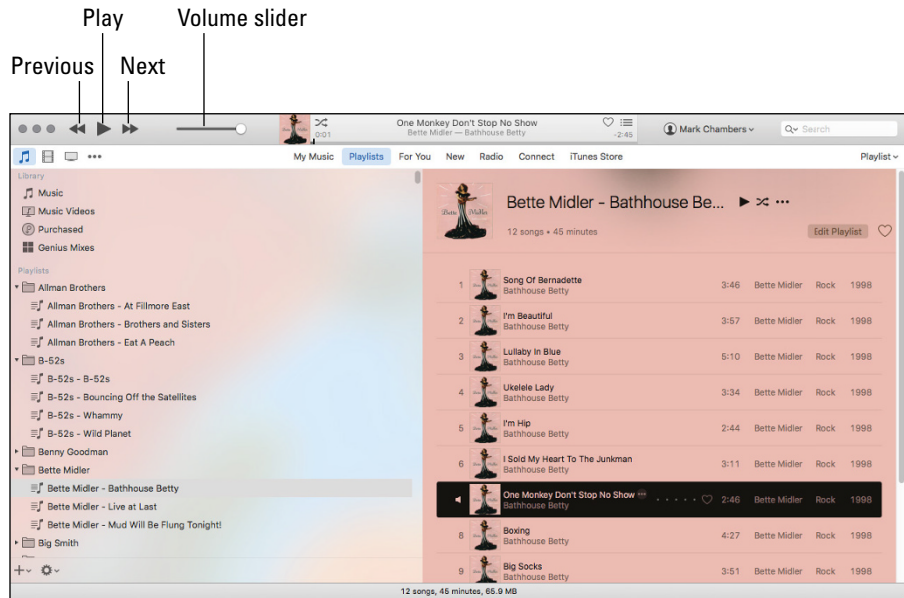 Play Volume slider
Previous Next
One Monkey Don't Stop No Show
0:01 Bette Midler — Bathhouse Betty -2:45
Mark Chambers
Search
My Music Playlists For You New Radio Connect iTunes Store Playlist
Library
Music
Music Videos
Purchased
Genius Mixes
Playlists
Allman Brothers
Allman Brothers - At Fillmore East
Allman Brothers - Brothers and Sisters
Allman Brothers - Eat A Peach
B-52s
B-52s - B-52s
B-52s - Bouncing Off the Satellites
B-52s - Whammy
B-52s - Wild Planet
Benny Goodman
Bette Midler
Bette Midler - Bathhouse Betty
Bette Midler - Live at Last
Bette Midler - Mud Will Be Flung Tonight!
Big Smith
Bette Midler
Bette Midler - Bathhouse Be...
12 songs • 45 minutes
Edit Playlist
1 Song Of Bernadette 3:46 Bette Midler Rock 1998
Bathhouse Betty
2 I'm Beautiful 3:57 Bette Midler Rock 1998
Bathhouse Betty
3 Lullaby In Blue 5:10 Bette Midler Rock 1998
Bathhouse Betty
4 Ukelele Lady 3:34 Bette Midler Rock 1998
Bathhouse Betty
5 I'm Hip 2:44 Bette Midler Rock 1998
Bathhouse Betty
6 I Sold My Heart To The Junkman 3:11 Bette Midler Rock 1998
Bathhouse Betty
One Monkey Don't Stop No Show 2:46 Bette Midler Rock 1998
Bathhouse Betty
8 Boxing 4:27 Bette Midler Rock 1998
Bathhouse Betty
9 Big Socks 3:51 Bette Midler Rock 1998
Bathhouse Betty
12 songs, 45 minutes, 65.9 MB